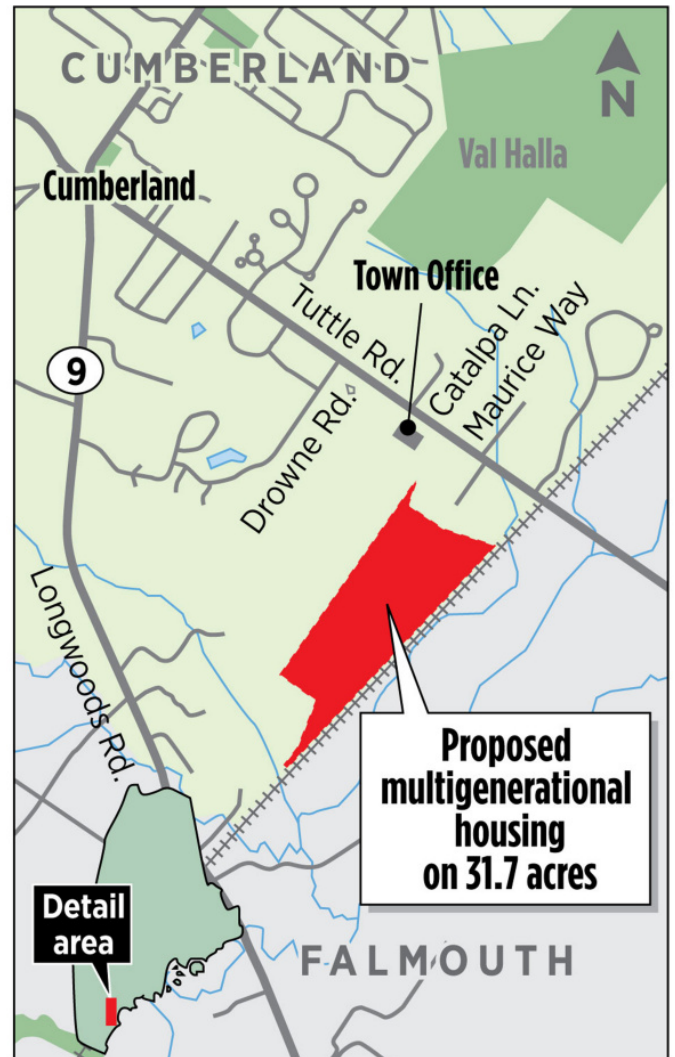 CUMBERLAND
N
Val Halla
Cumberland
Town Office
Tuttle Rd.
Catalpa Ln.
Maurice Way
9
Drowne Rd.
Longwoods Rd.
Proposed
multigenerational
housing
on 31.7 acres
Detail
area
FALMOUTH